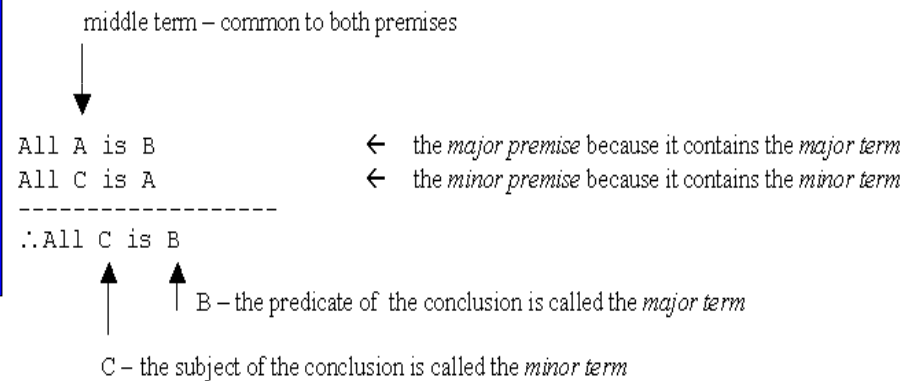 middle term – common to both premises
All A is B ← the major premise because it contains the major term
All C is A ← the minor premise because it contains the minor term
-------------------
∴All C is B
B – the predicate of the conclusion is called the major term
C – the subject of the conclusion is called the minor term